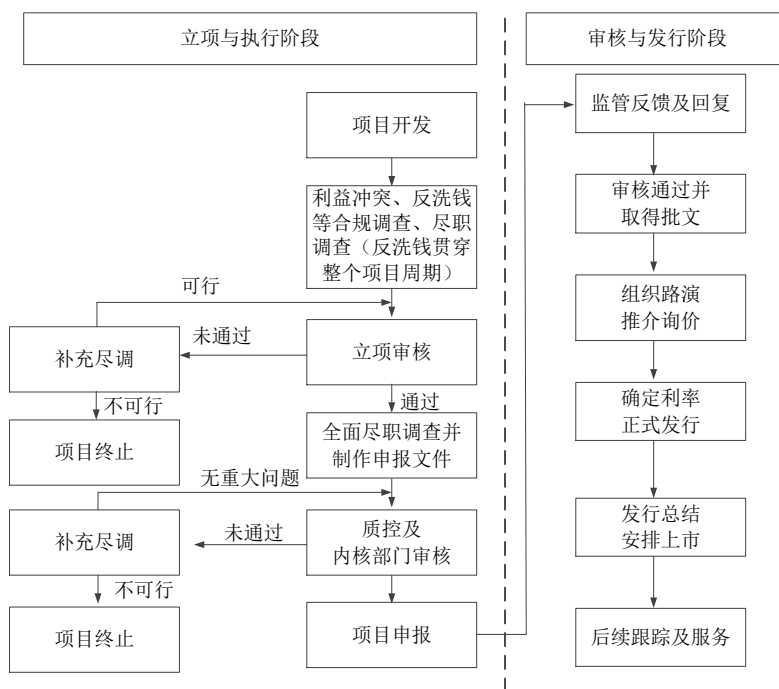 立项与执行阶段
审核与发行阶段
项目开发
利益冲突、反洗钱
等合规调查、尽职
调查（反洗钱贯穿
整个项目周期）
可行
立项审核
未通过
补充尽调
不可行
项目终止
通过
全面尽职调查并
制作申报文件
无重大问题
质控及
内核部门审核
未通过
补充尽调
不可行
项目终止
项目申报
监管反馈及回复
审核通过并
取得批文
组织路演
推介询价
确定利率
正式发行
发行总结
安排上市
后续跟踪及服务